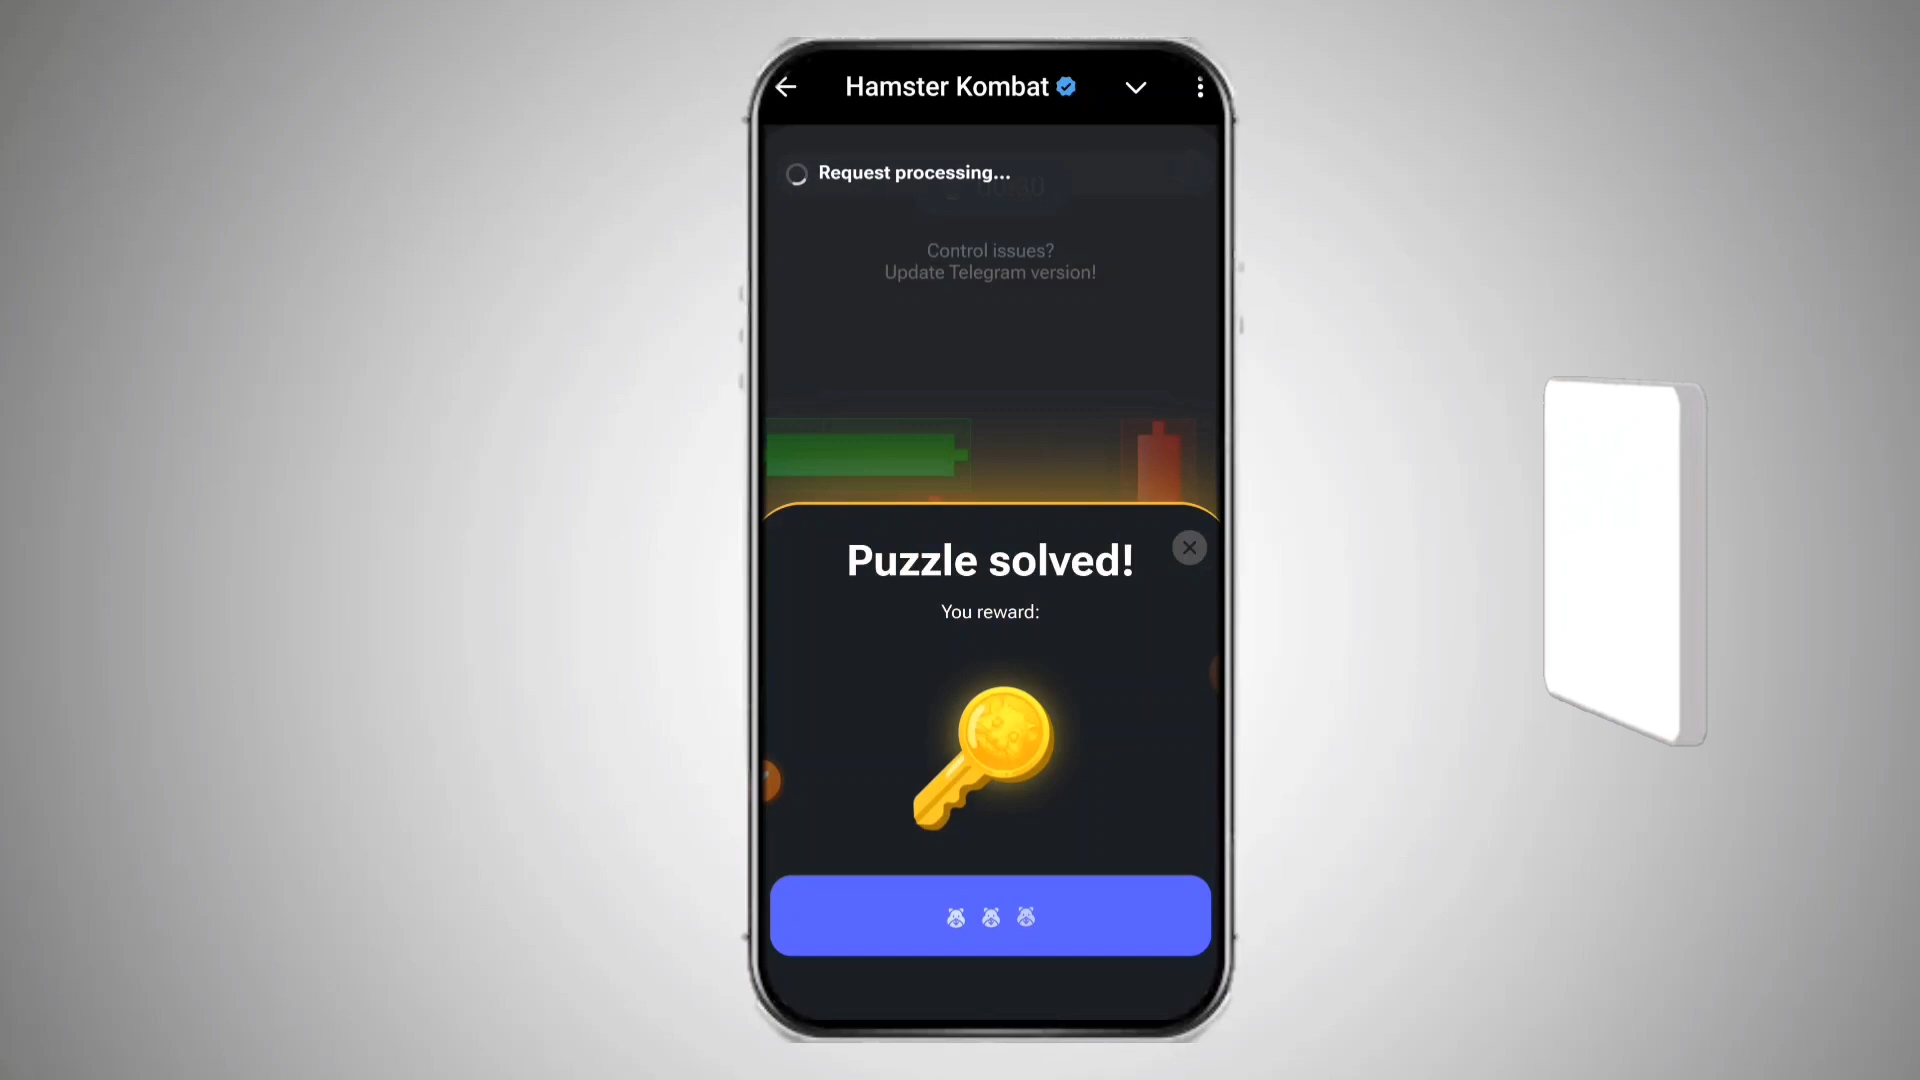 Hamster Kombat
Request processing...
Control issues?
Update Telegram version!
Puzzle solved!
You reward: